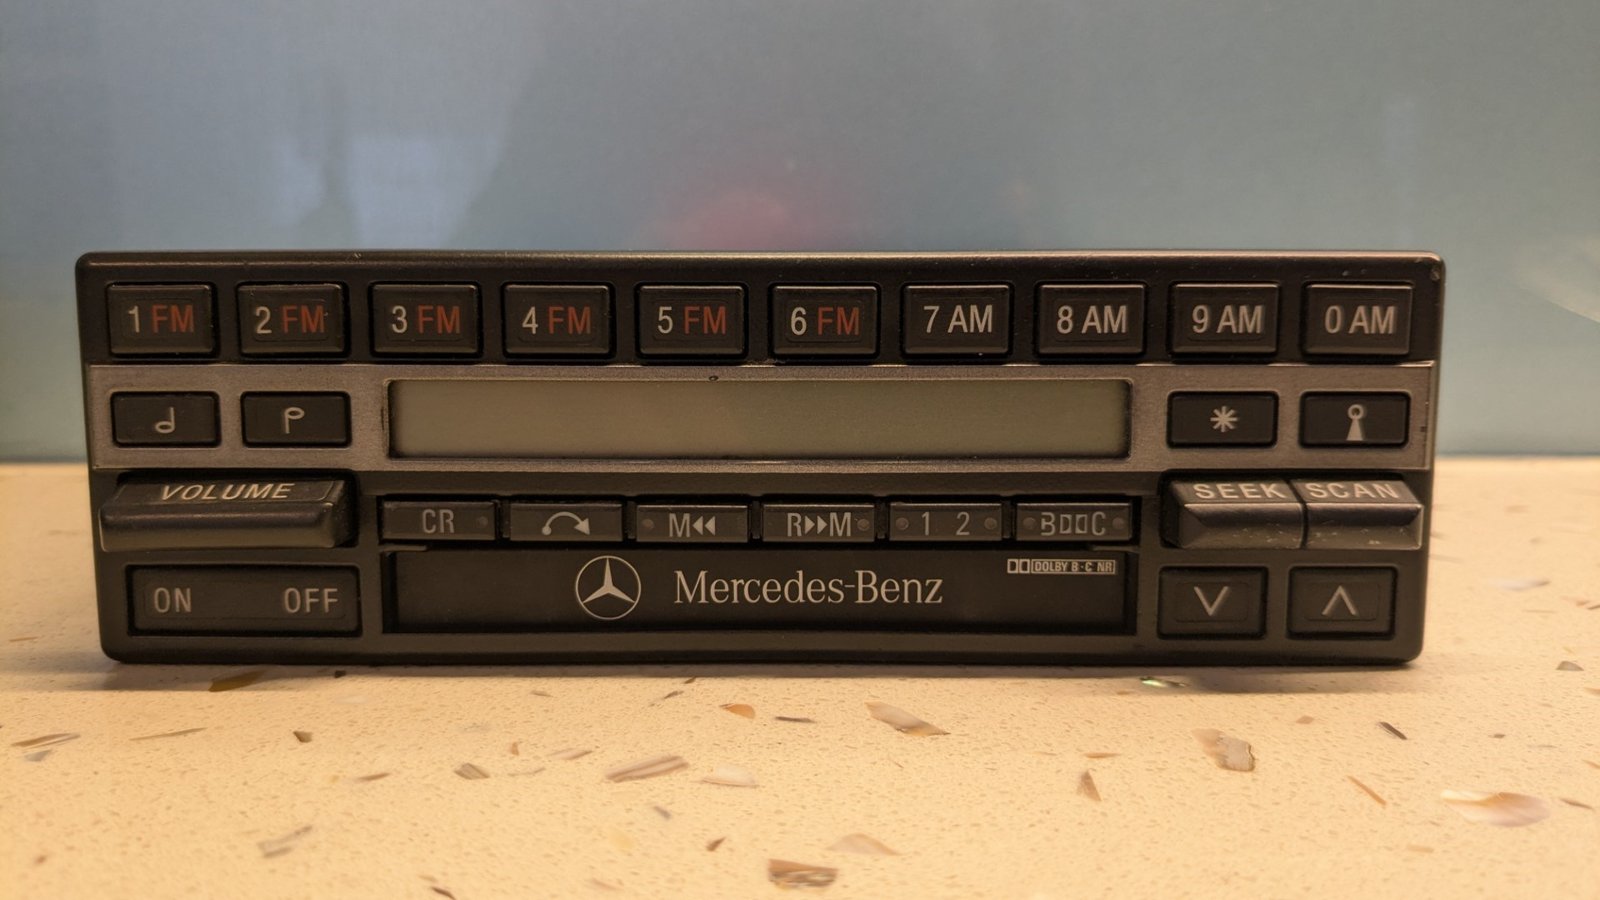 1 FM 2 FM 3 FM 4 FM 5 FM 6 FM 7 AM 8 AM 9 AM 0 AM
VOLUME SEEK SCAN
CR M R M 1 2 B C
ON OFF Mercedes-Benz DOLBY B·C NR